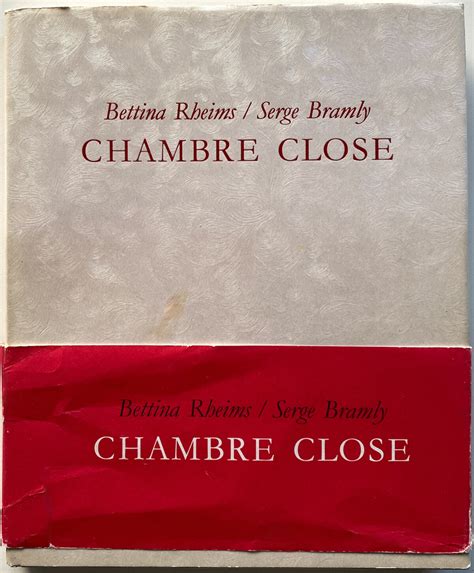 Bettina Rheims / Serge Bramly
CHAMBRE CLOSE
Bettina Rheims / Serge Bramly
CHAMBRE CLOSE